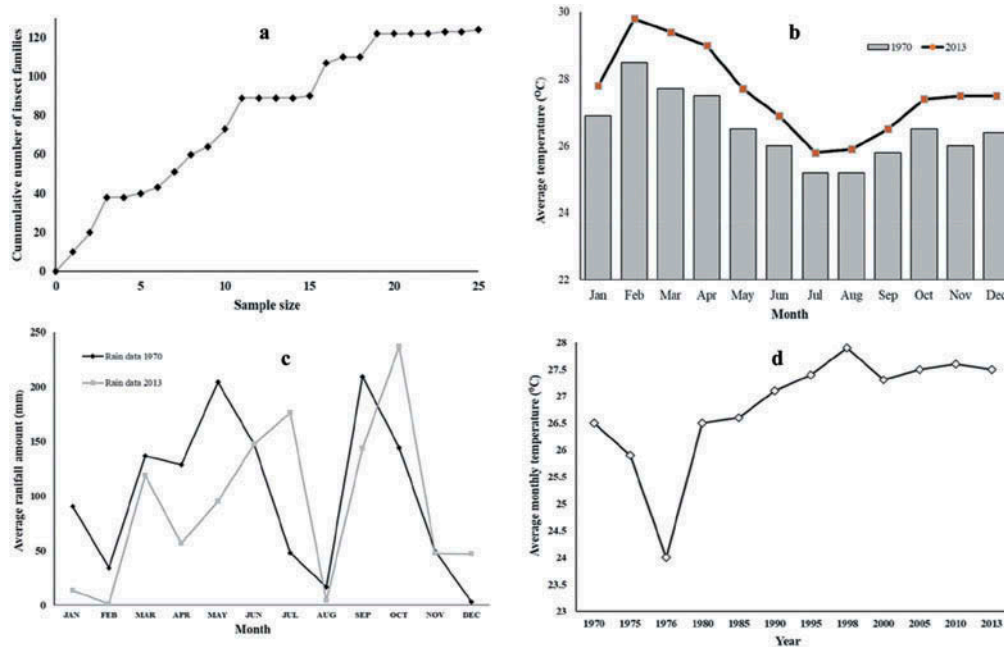 a
Cummulative number of insect families
120
100
80
60
40
20
0
0 5 10 15 20 25
Sample size
b
1970 2013
Average temperature (°C)
30
28
26
24
22
Jan Feb Mar Apr May Jun Jul Aug Sep Oct Nov Dec
Month
c
Rain data 1970
Rain data 2013
Average ranifall amount (mm)
250
200
150
100
50
0
JAN FEB MAR APR MAY JUN JUL AUG SEP OCT NOV DEC
Month
d
Average monthly temperature (°C)
28
27.5
27
26.5
26
25.5
25
24.5
24
23.5
23
1970 1975 1976 1980 1985 1990 1995 1998 2000 2005 2010 2013
Year